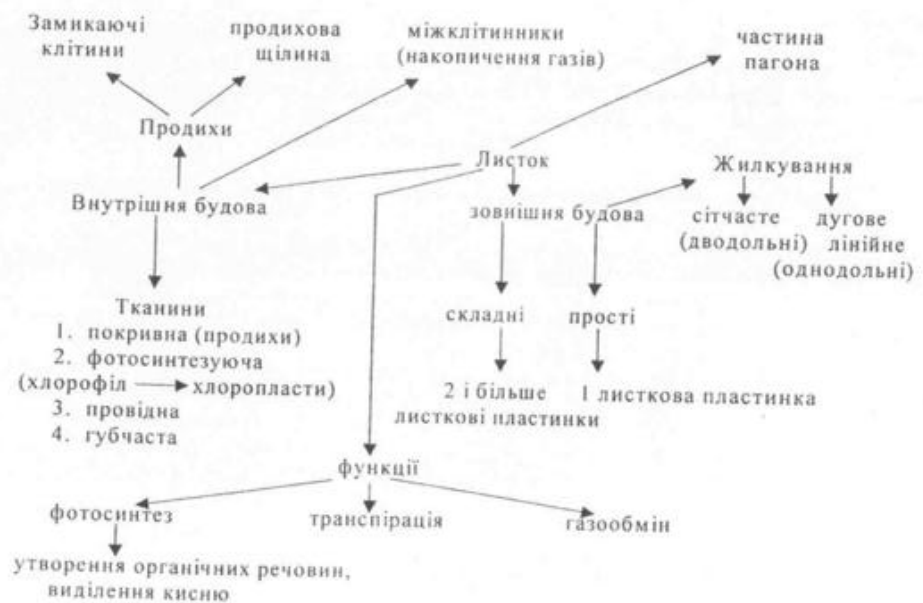 Замикаючі
клітини
продихова
щілина
міжклітинники
(накопичення газів)
частина
пагона
Продихи
Листок
Жилкування
Внутрішня будова
зовнішня будова
сітчасте
(дводольні)
дугове
лінійне
(однодольні)
Тканини
1. покривна (продихи)
2. фотосинтезуюча
(хлорофіл → хлоропласти)
3. провідна
4. губчаста
складні
прості
2 і більше
листкові пластинки
1 листкова пластинка
функції
фотосинтез
транспірація
газообмін
утворення органічних речовин,
виділення кисню